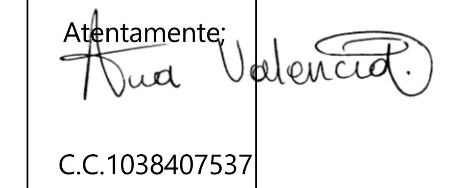 Atentamente;
Ana Valencia.
C.C.1038407537